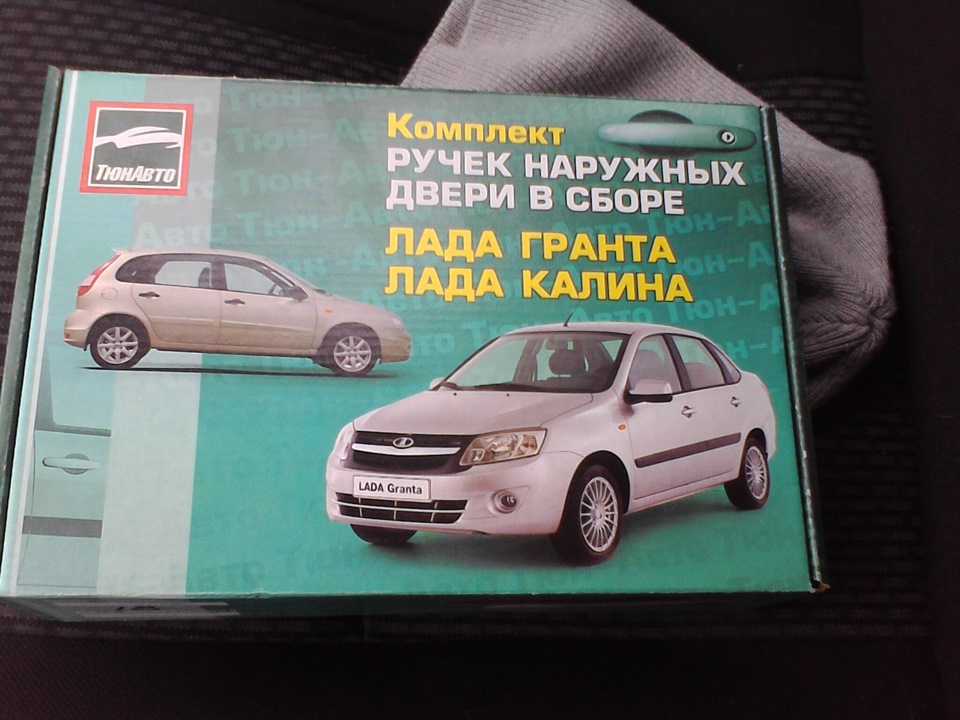 ТюнАвто
Комплект
РУЧЕК НАРУЖНЫХ
ДВЕРИ В СБОРЕ
ЛАДА ГРАНТА
ЛАДА КАЛИНА
LADA Granta